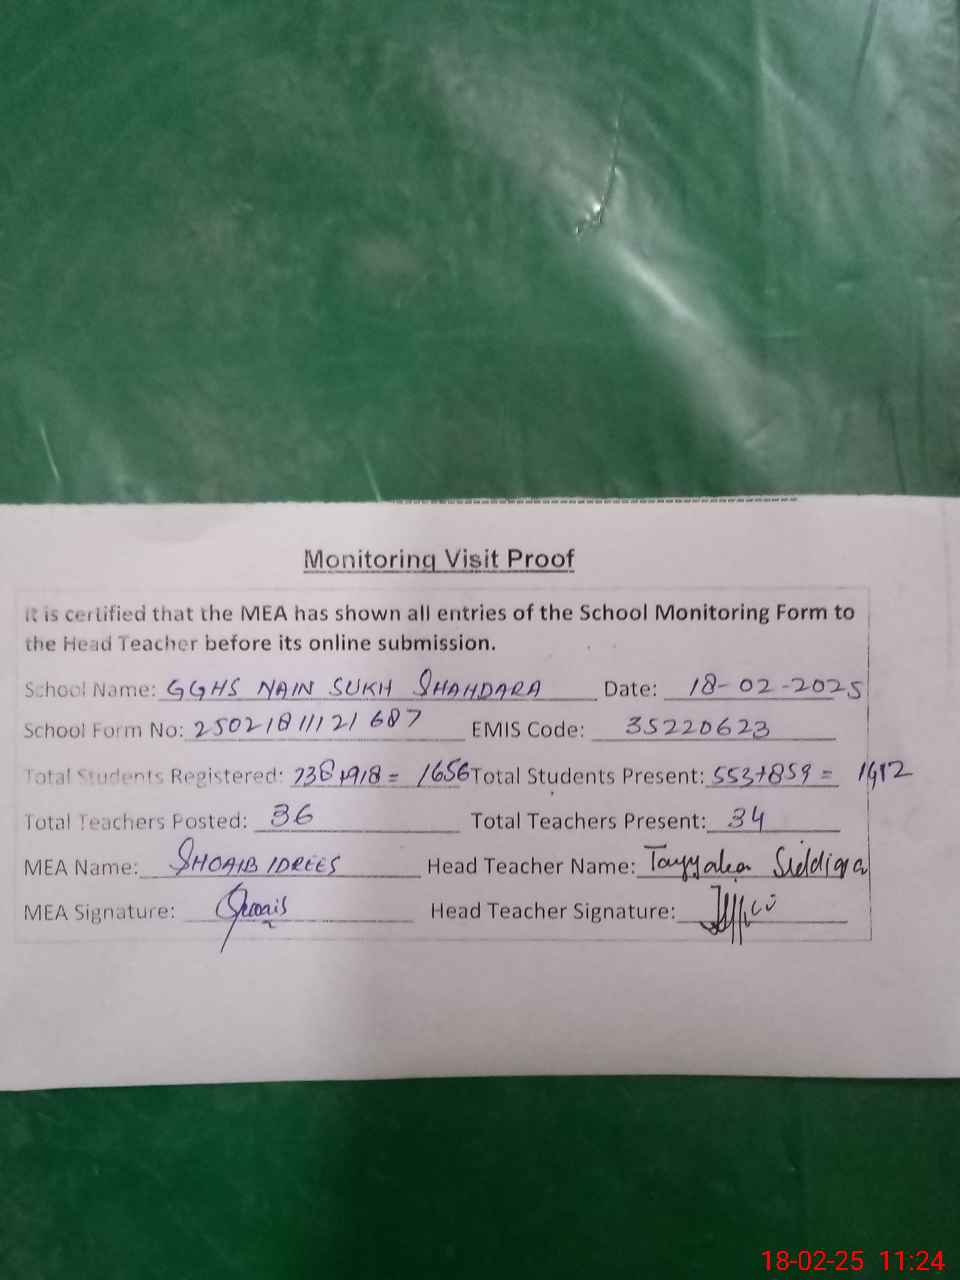 Monitoring Visit Proof
It is certified that the MEA has shown all entries of the School Monitoring Form to
the Head Teacher before its online submission.
School Name: GGHS NAIN SUKH SHAHDARA Date: 18-02-2025
School Form No: 25021811121687 EMIS Code: 35220623
Total Students Registered: 738+918= 1656 Total Students Present: 553+859= 1412
Total Teachers Posted: 36 Total Teachers Present: 34
MEA Name: SHOAIB IDREES Head Teacher Name: Tayyaba Siddiqa
MEA Signature: Head Teacher Signature:
18-02-25 11:24